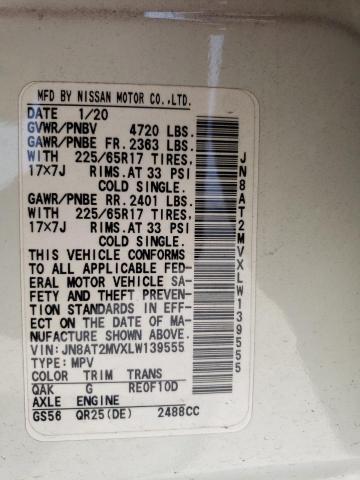 MFD BY NISSAN MOTOR CO.,LTD.
DATE 1/20
GVWR/PNBV 4720 LBS.
GAWR/PNBE FR. 2363 LBS.
WITH 225/65R17 TIRES,
17×7J RIMS. AT 33 PSI
COLD SINGLE.
GAWR/PNBE RR. 2401 LBS.
WITH 225/65R17 TIRES,
17×7J RIMS. AT 33 PSI
COLD SINGLE.
THIS VEHICLE CONFORMS
TO ALL APPLICABLE FED-
ERAL MOTOR VEHICLE SA-
FETY AND THEFT PREVEN-
TION STANDARDS IN EFF-
ECT ON THE DATE OF MA-
NUFACTURE SHOWN ABOVE.
VIN: JN8AT2MVXLW139555
TYPE: MPV
COLOR TRIM TRANS
QAK G RE0F10D
AXLE ENGINE
GS56 QR25(DE) 2488CC
JN8AT2MVXLW139555